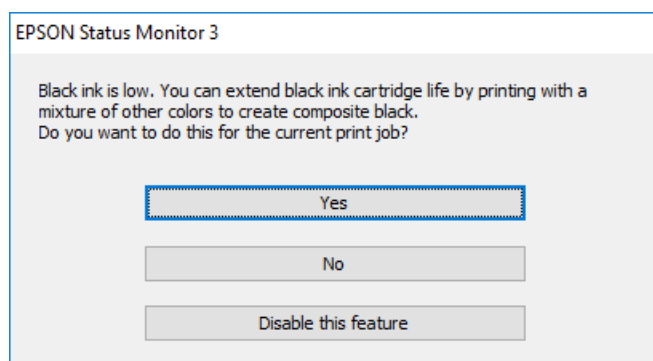 EPSON Status Monitor 3
Black ink is low. You can extend black ink cartridge life by printing with a
mixture of other colors to create composite black.
Do you want to do this for the current print job?
Yes
No
Disable this feature